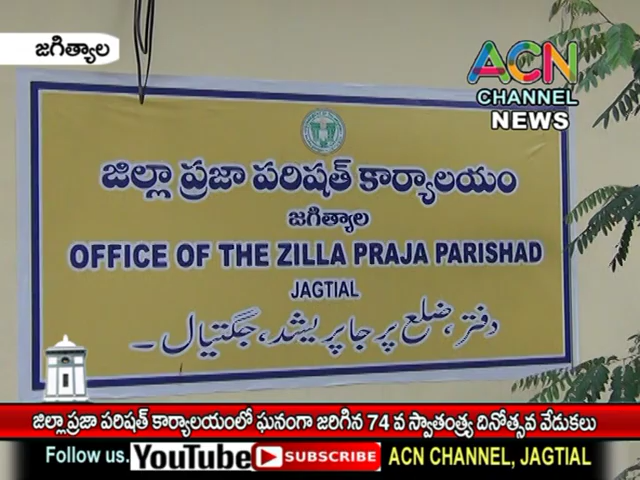 జగిత్యాల
ACN
CHANNEL
NEWS
జిల్లా ప్రజా పరిషత్ కార్యాలయం
జగిత్యాల
OFFICE OF THE ZILLA PRAJA PARISHAD
JAGTIAL
دفتر، ضلع پرجا پریشد، جگتیال ۔
జిల్లా ప్రజా పరిషత్ కార్యాలయంలో ఘనంగా జరిగిన 74 వ స్వాతంత్ర్య దినోత్సవ వేడుకలు
Follow us. YouTube SUBSCRIBE ACN CHANNEL, JAGTIAL